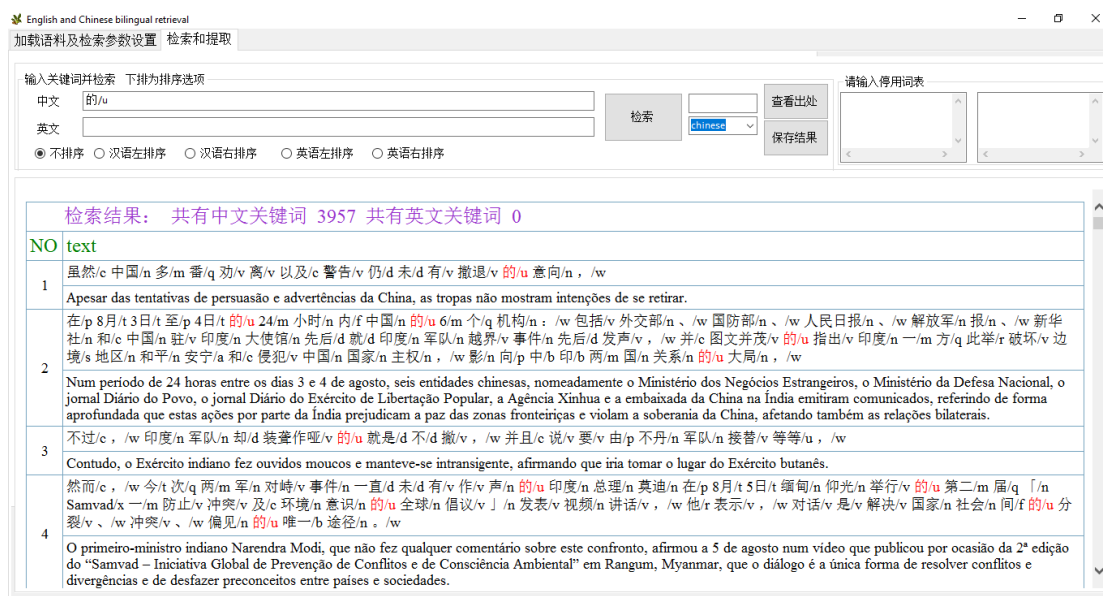 English and Chinese bilingual retrieval
加载语料及检索参数设置 检索和提取
输入关键词并检索 下排为排序选项
请输入停用词表
中文 的/u
英文
检索
chinese
查看出处
保存结果
不排序 汉语左排序 汉语右排序 英语左排序 英语右排序
检索结果： 共有中文关键词 3957 共有英文关键词 0
NO text
1
虽然/c 中国/n 多/m 番/q 劝/v 离/v 以及/c 警告/v 仍/d 未/d 有/v 撤退/v 的/u 意向/n ，/w
Apesar das tentativas de persuasão e advertências da China, as tropas não mostram intenções de se retirar.
2
在/p 8月/t 3日/t 至/p 4日/t 的/u 24/m 小时/n 内/f 中国/n 的/u 6/m 个/q 机构/n ：/w 包括/v 外交部/n 、/w 国防部/n 、/w 人民日报/n 、/w 解放军/n 报/n 、/w 新华
社/n 和/c 中国/n 驻/v 印度/n 大使馆/n 先后/d 就/d 印度/n 军队/n 越界/v 事件/n 先后/d 发声/v ，/w 并/c 图文并茂/v 的/u 指出/v 印度/n 一/m 方/q 此举/r 破坏/v 边
境/s 地区/n 和平/n 安宁/a 和/c 侵犯/v 中国/n 国家/n 主权/n ，/w 影/n 向/p 中/b 印/b 两/m 国/n 关系/n 的/u 大局/n ，/w
Num período de 24 horas entre os dias 3 e 4 de agosto, seis entidades chinesas, nomeadamente o Ministério dos Negócios Estrangeiros, o Ministério da Defesa Nacional, o
jornal Diário do Povo, o jornal Diário do Exército de Libertação Popular, a Agência Xinhua e a embaixada da China na Índia emitiram comunicados, referindo de forma
aprofundada que estas ações por parte da Índia prejudicam a paz das zonas fronteiriças e violam a soberania da China, afetando também as relações bilaterais.
3
不过/c ，/w 印度/n 军队/n 却/d 装聋作哑/v 的/u 就是/d 不/d 撤/v ，/w 并且/c 说/v 要/v 由/p 不丹/n 军队/n 接替/v 等等/u ，/w
Contudo, o Exército indiano fez ouvidos moucos e manteve-se intransigente, afirmando que iria tomar o lugar do Exército butanês.
4
然而/c ，/w 今/t 次/q 两/m 军/n 对峙/v 事件/n 一直/d 未/d 有/v 作/v 声/n 的/u 印度/n 总理/n 莫迪/n 在/p 8月/t 5日/t 缅甸/n 仰光/n 举行/v 的/u 第二/m 届/q 「/n
Samvad/x 一/m 防止/v 冲突/v 及/c 环境/n 意识/n 的/u 全球/n 倡议/v 」/n 发表/v 视频/n 讲话/v ，/w 他/r 表示/v ，/w 对话/v 是/v 解决/v 国家/n 社会/n 间/f 的/u 分
裂/v 、/w 冲突/v 、/w 偏见/n 的/u 唯一/b 途径/n 。/w
O primeiro-ministro indiano Narendra Modi, que não fez qualquer comentário sobre este confronto, afirmou a 5 de agosto num vídeo que publicou por ocasião da 2ª edição
do “Samvad – Iniciativa Global de Prevenção de Conflitos e de Consciência Ambiental” em Rangum, Myanmar, que o diálogo é a única forma de resolver conflitos e
divergências e de desfazer preconceitos entre países e sociedades.